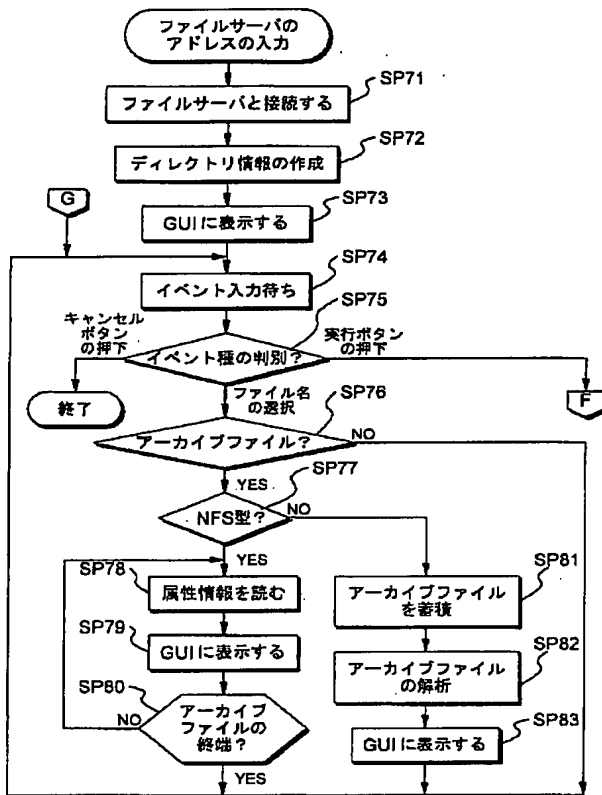 ファイルサーバの
アドレスの入力
SP71
ファイルサーバと接続する
SP72
ディレクトリ情報の作成
G
SP73
GUIに表示する
SP74
イベント入力待ち
SP75
キャンセル
ボタン
の押下
実行ボタン
の押下
イベント種の判別？
終了
ファイル名
の選択
SP76
F
アーカイブファイル？
NO
YES
SP77
NFS型？
NO
YES
SP78
属性情報を読む
SP81
アーカイブファイル
を蓄積
SP79
GUIに表示する
SP82
アーカイブファイル
の解析
SP80
アーカイブ
ファイルの
終端？
NO
SP83
GUIに表示する
YES